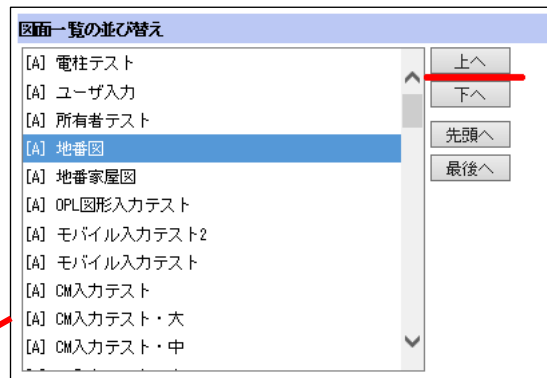 図面一覧の並び替え
[A] 電柱テスト
[A] ユーザ入力
[A] 所有者テスト
[A] 地番図
[A] 地番家屋図
[A] OPL図形入力テスト
[A] モバイル入力テスト2
[A] モバイル入力テスト
[A] CM入力テスト
[A] CM入力テスト・大
[A] CM入力テスト・中
上へ
下へ
先頭へ
最後へ